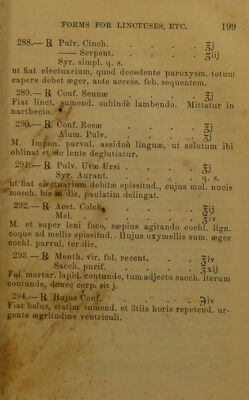 FORMS FOR LINCTUSES, ETC. 199
288.— ℞ Pulv. Cinch. . . . . ʒj
—— Serpent. . . . . ʒiij
Syr. simpl. q. s.
ut fiat electuarium, quod decedente paroxysm. totum
capere debet æger, ante access. feb. sequentem.
289.— ℞ Conf. Sennæ . . . . ℥j
Fiat linct. sumend. subindè lambendo. Mittatur in
narthecio.
290.— ℞ Conf. Rosæ . . . . ℥j
Alum. Pulv. . . . . ʒj
M. Impon. parvul. assiduò linguæ, ut solutum ibi
oblinat et sic lente deglutiatur.
291.— ℞ Pulv. Uvæ Ursi . . . .
Syr. Aurant. . . . . q. s.
ut fiat electuarium debitæ spissitud., cujus mol. nucis
mosch. bis in die, paulatim delingat.
292.— ℞ Acet. Colch. . . . . ℥ij
Mel. . . . . ℥iv
M. et super leni foco, sæpius agitando cochl. lign.
coque ad mellis spissitud. Hujus oxymellis sum. æger
cochl. parvul. ter die.
293.— ℞ Menth. vir. fol. recent. . . . ℥iv
Sacch. purif. . . . . ℥xij
Fol. mortar. lapid. contunde, tum adjecto sacch. iterum
contunde, donec corp. sit j.
294.— ℞ Hujus Conf. . . . . ℈iv
Fiat bolus, statim sumend. et 3tiis horis repetend. ur-
gente ægritudine ventriculi.